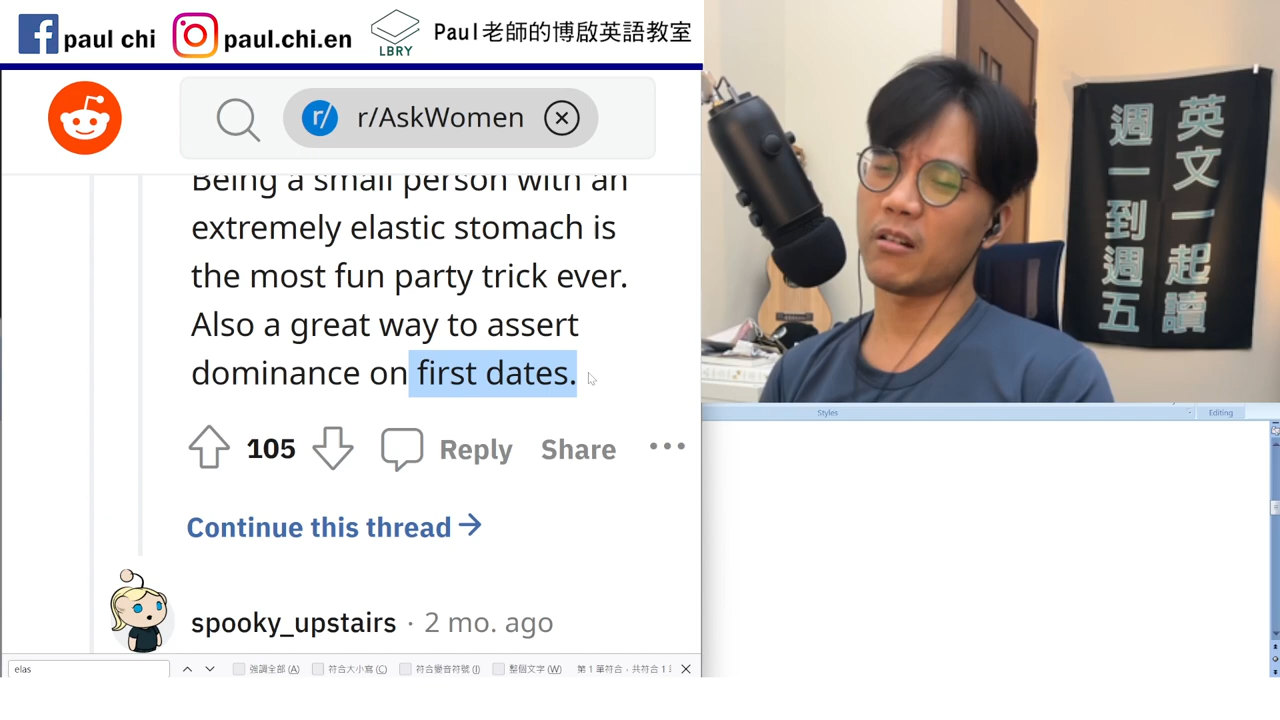 paul chi
paul.chi.en
LBRY
Paul老師的博啟英語教室
r/
r/AskWomen
Being a small person with an
extremely elastic stomach is
the most fun party trick ever.
Also a great way to assert
dominance on first dates.
105
Reply
Share
Continue this thread
spooky_upstairs · 2 mo. ago
elas
強調全部 (A)
符合大小寫 (C)
符合變音符號 (I)
整個文字 (W)
第 1 筆符合，共符合 1
英文一起讀
週一到週五
Styles
Editing